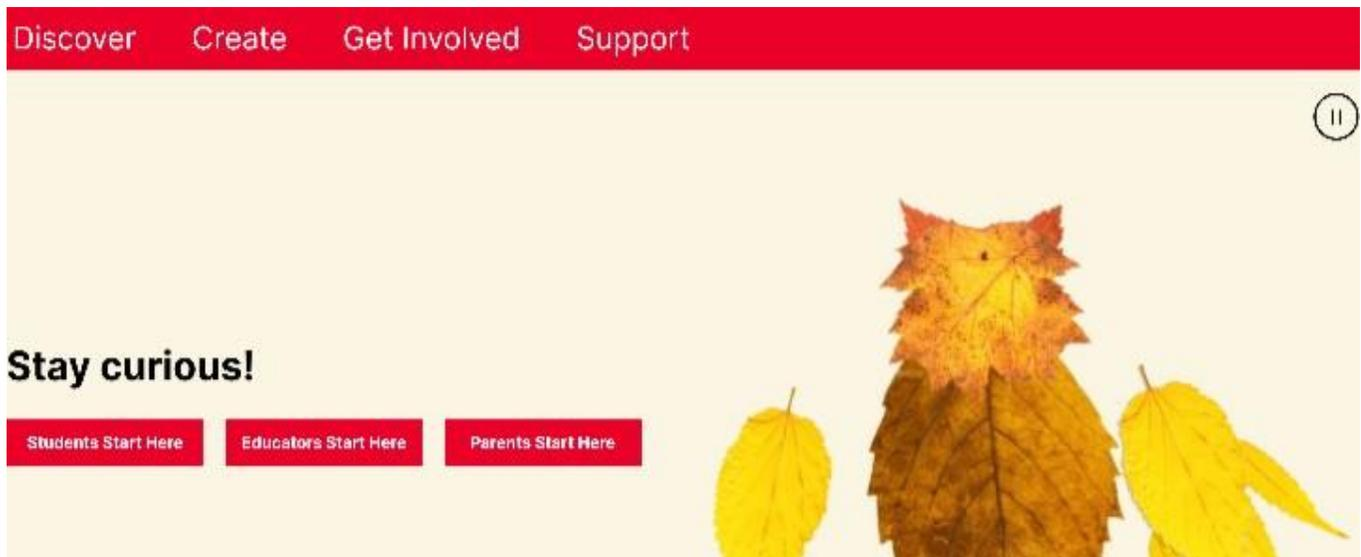 Discover Create Get Involved Support
Stay curious!
Students Start Here Educators Start Here Parents Start Here